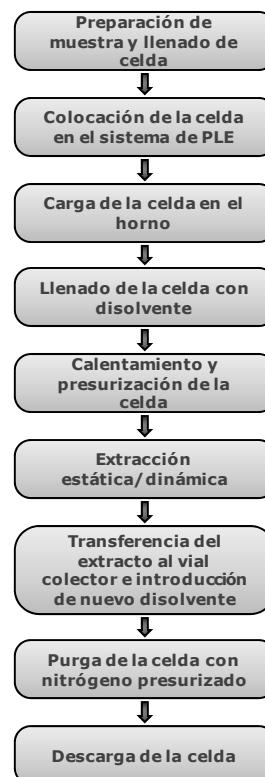 Preparación de
muestra y llenado de
celda
Colocación de la celda
en el sistema de PLE
Carga de la celda en el
horno
Llenado de la celda con
disolvente
Calentamiento y
presurización de la
celda
Extracción
estática/dinámica
Transferencia del
extracto al vial
colector e introducción
de nuevo disolvente
Purga de la celda con
nitrógeno presurizado
Descarga de la celda